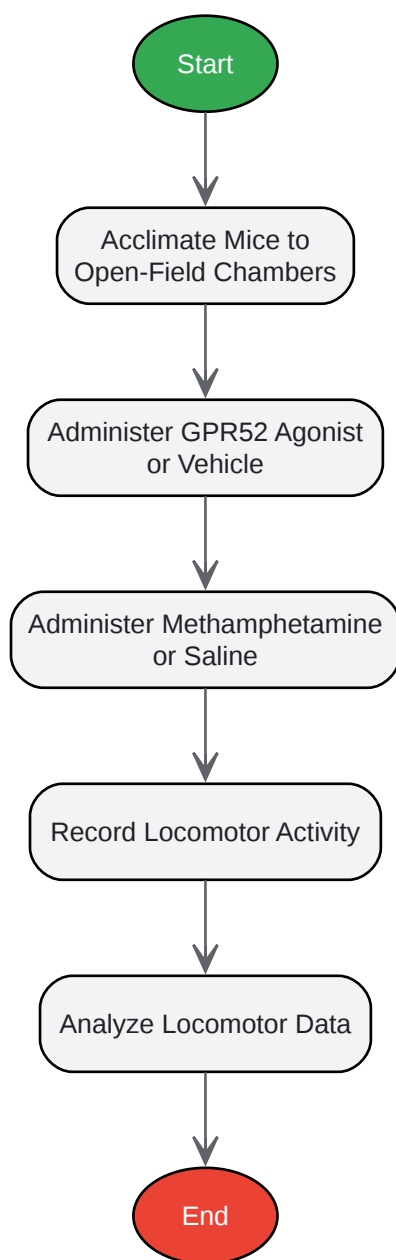 Start
Acclimate Mice to
Open-Field Chambers
Administer GPR52 Agonist
or Vehicle
Administer Methamphetamine
or Saline
Record Locomotor Activity
Analyze Locomotor Data
End